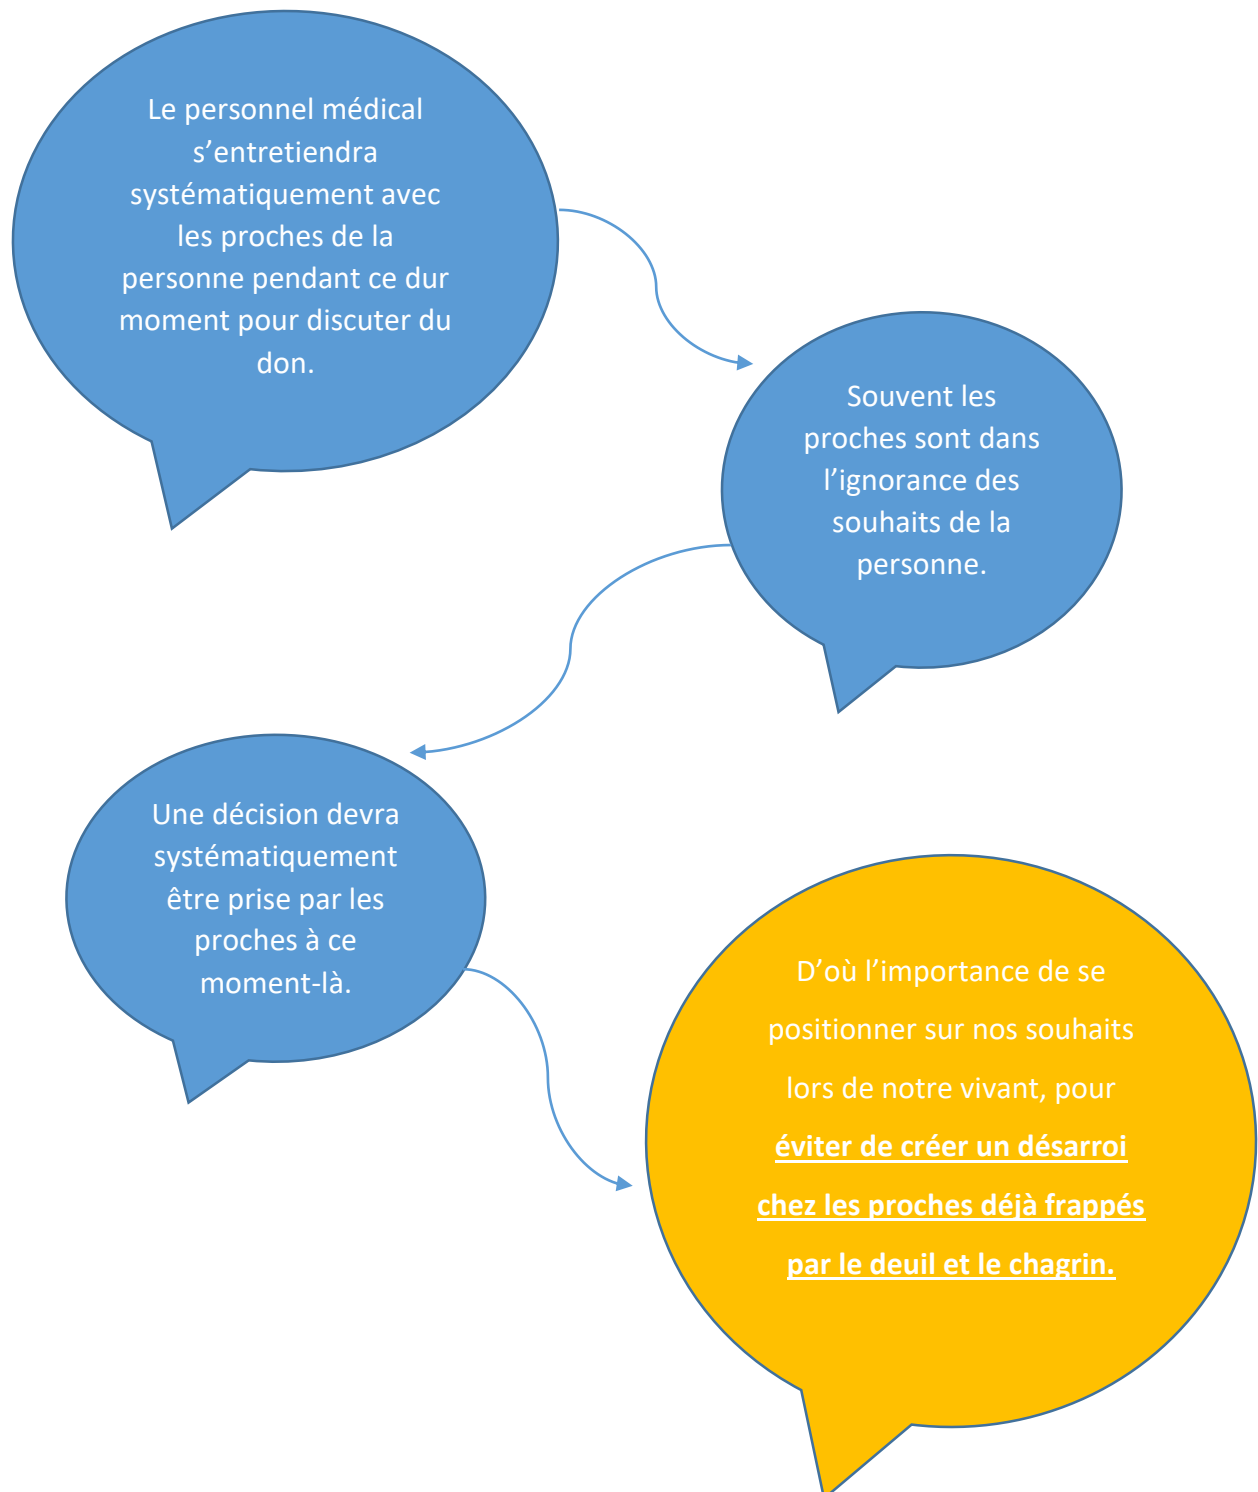 Le personnel médical
s’entretiendra
systématiquement avec
les proches de la
personne pendant ce dur
moment pour discuter du
don.
Souvent les
proches sont dans
l’ignorance des
souhaits de la
personne.
Une décision devra
systématiquement
être prise par les
proches à ce
moment-là.
D’où l’importance de se
positionner sur nos souhaits
lors de notre vivant, pour
éviter de créer un désarroi
chez les proches déjà frappés
par le deuil et le chagrin.